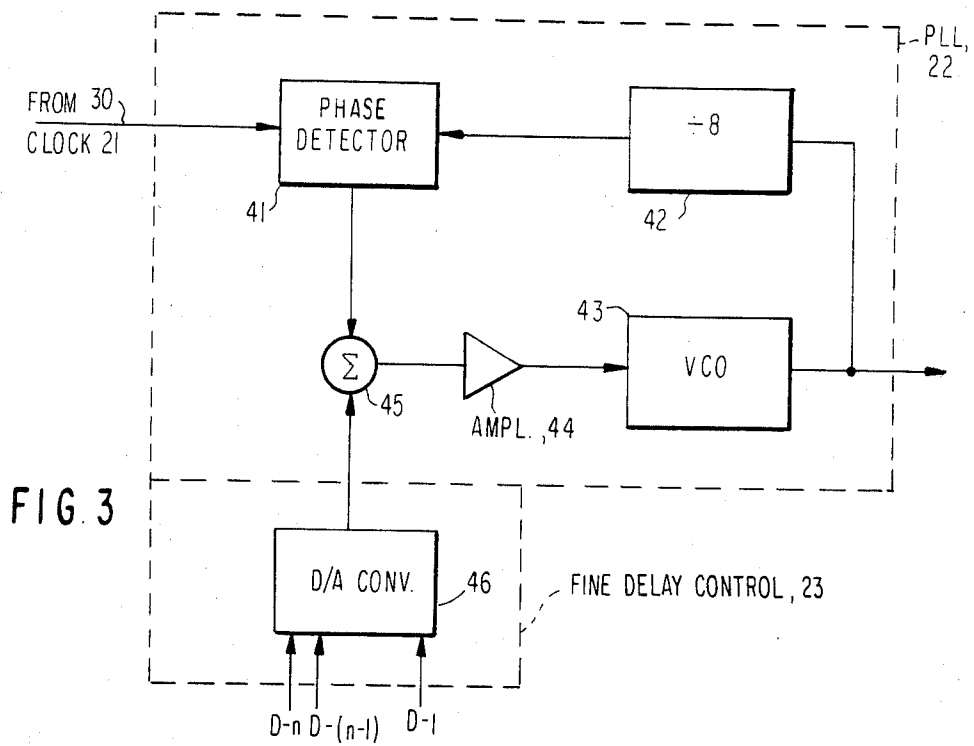 PLL,
22
FROM 30
CLOCK 21
PHASE
DETECTOR
41
÷8
42
43
VCO
Σ
45
AMPL., 44
FIG. 3
D/A CONV.
46
FINE DELAY CONTROL, 23
D-n D-(n-1) D-1